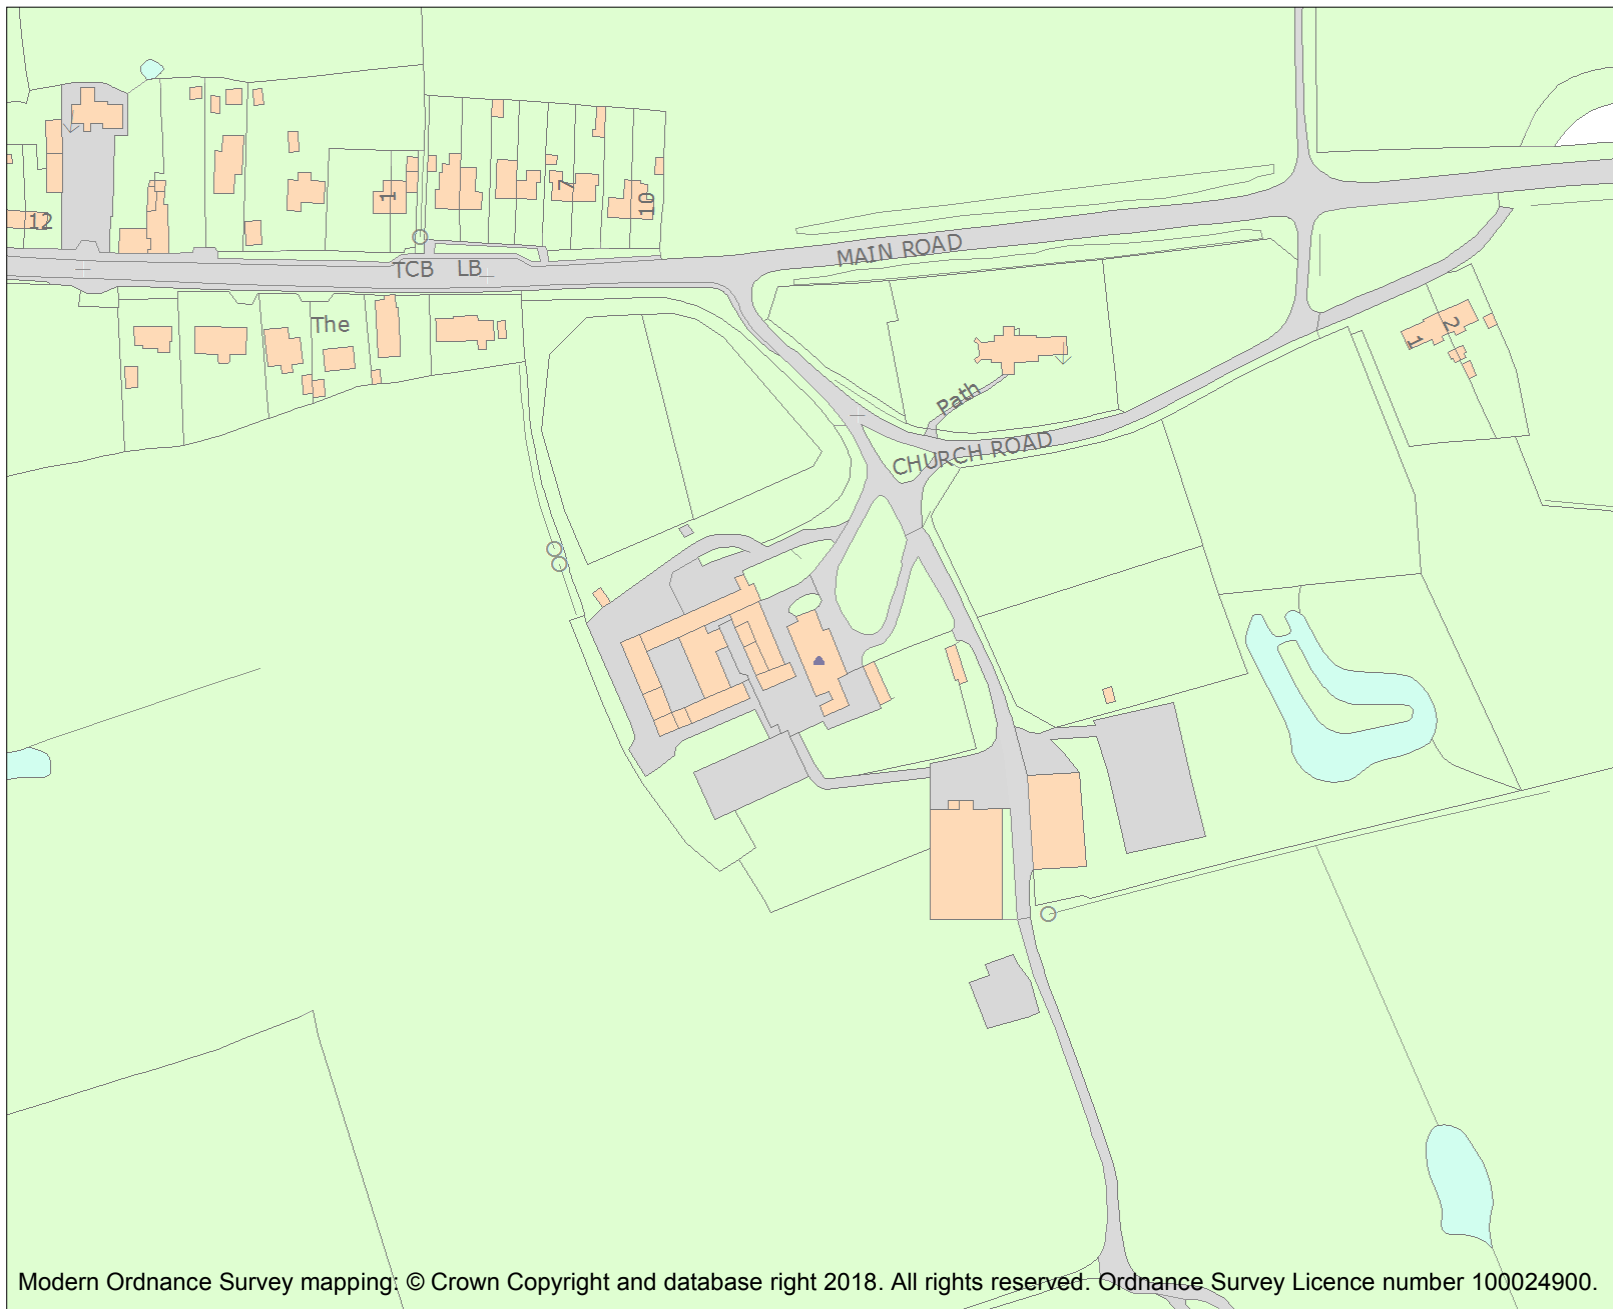 12
1
7
10
MAIN ROAD
TCB LB
The
2
1
Path
CHURCH ROAD
Modern Ordnance Survey mapping: © Crown Copyright and database right 2018. All rights reserved. Ordnance Survey Licence number 100024900.